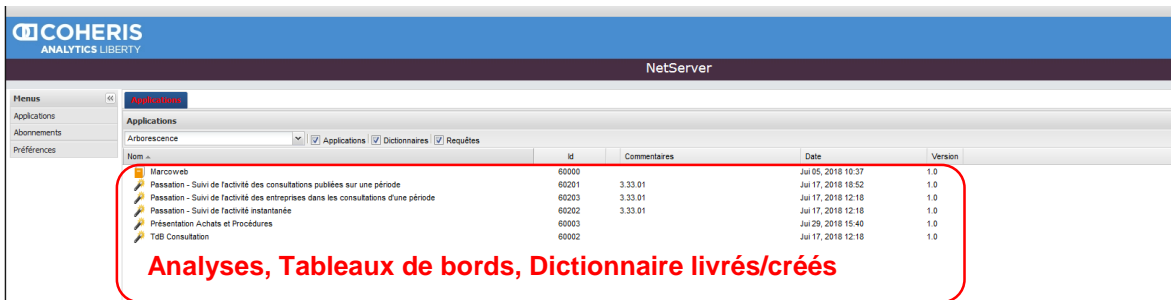 COHERIS
ANALYTICS LIBERTY
NetServer
Menus
Applications
Abonnements
Préférences
Applications
Applications
Arborescence Applications Dictionnaires Requêtes
Nom Id Commentaires Date Version
Marcoweb 60000 Jui 05, 2018 10:37 1.0
Passation - Suivi de l'activité des consultations publiées sur une période 60201 3.33.01 Jui 17, 2018 18:52 1.0
Passation - Suivi de l'activité des entreprises dans les consultations d'une période 60203 3.33.01 Jui 17, 2018 12:18 1.0
Passation - Suivi de l'activité instantanée 60202 3.33.01 Jui 17, 2018 12:18 1.0
Présentation Achats et Procédures 60003 Jui 29, 2018 15:40 1.0
TdB Consultation 60002 Jui 17, 2018 12:18 1.0
Analyses, Tableaux de bords, Dictionnaire livrés/créés